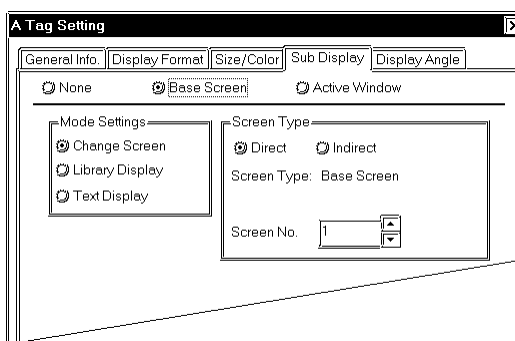 A Tag Setting
General Info. Display Format Size/Color Sub Display Display Angle
None Base Screen Active Window
Mode Settings
Change Screen
Library Display
Text Display
Screen Type
Direct Indirect
Screen Type: Base Screen
Screen No. 1